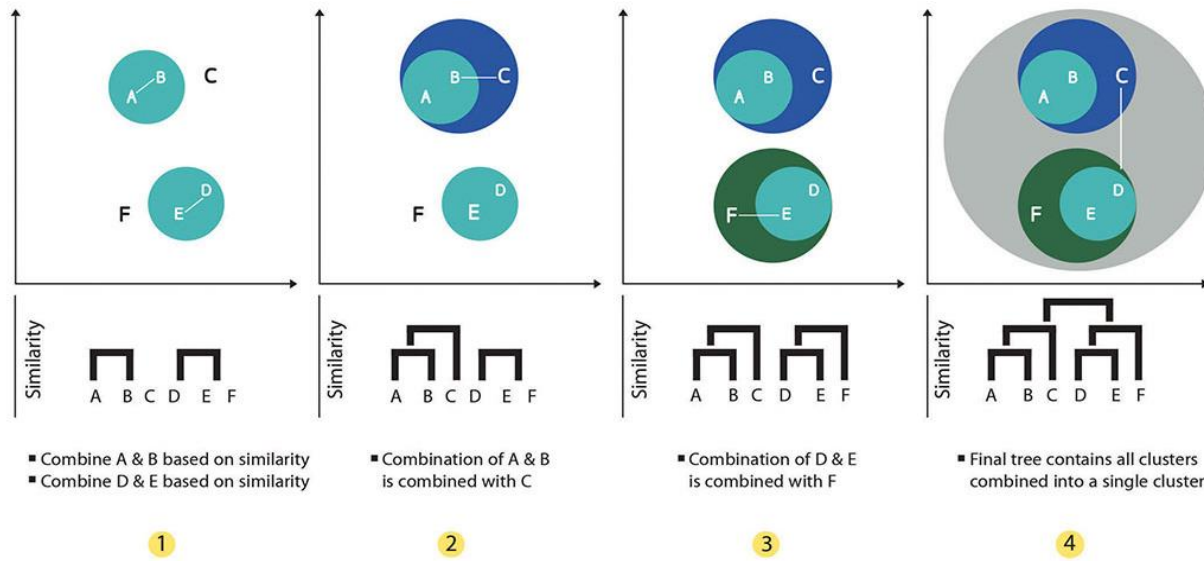 B
A
C
D
E
F
B
C
A
D
F
E
B
C
A
D
F
E
B
C
A
D
F
E
Similarity
A B C D E F
Similarity
A B C D E F
Similarity
A B C D E F
Similarity
A B C D E F
▪ Combine A & B based on similarity
▪ Combine D & E based on similarity
▪ Combination of A & B
is combined with C
▪ Combination of D & E
is combined with F
▪ Final tree contains all clusters
combined into a single cluster
1
2
3
4